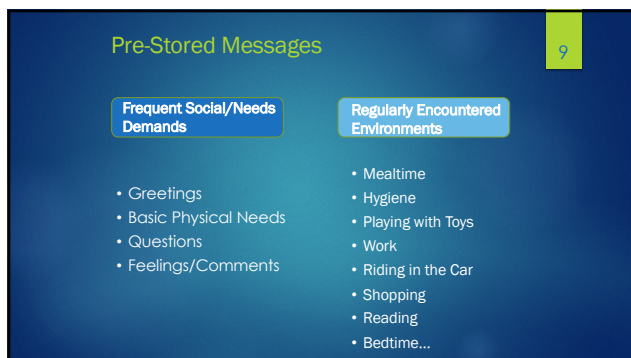 Pre-Stored Messages
9
Frequent Social/Needs
Demands
• Greetings
• Basic Physical Needs
• Questions
• Feelings/Comments
Regularly Encountered
Environments
• Mealtime
• Hygiene
• Playing with Toys
• Work
• Riding in the Car
• Shopping
• Reading
• Bedtime...